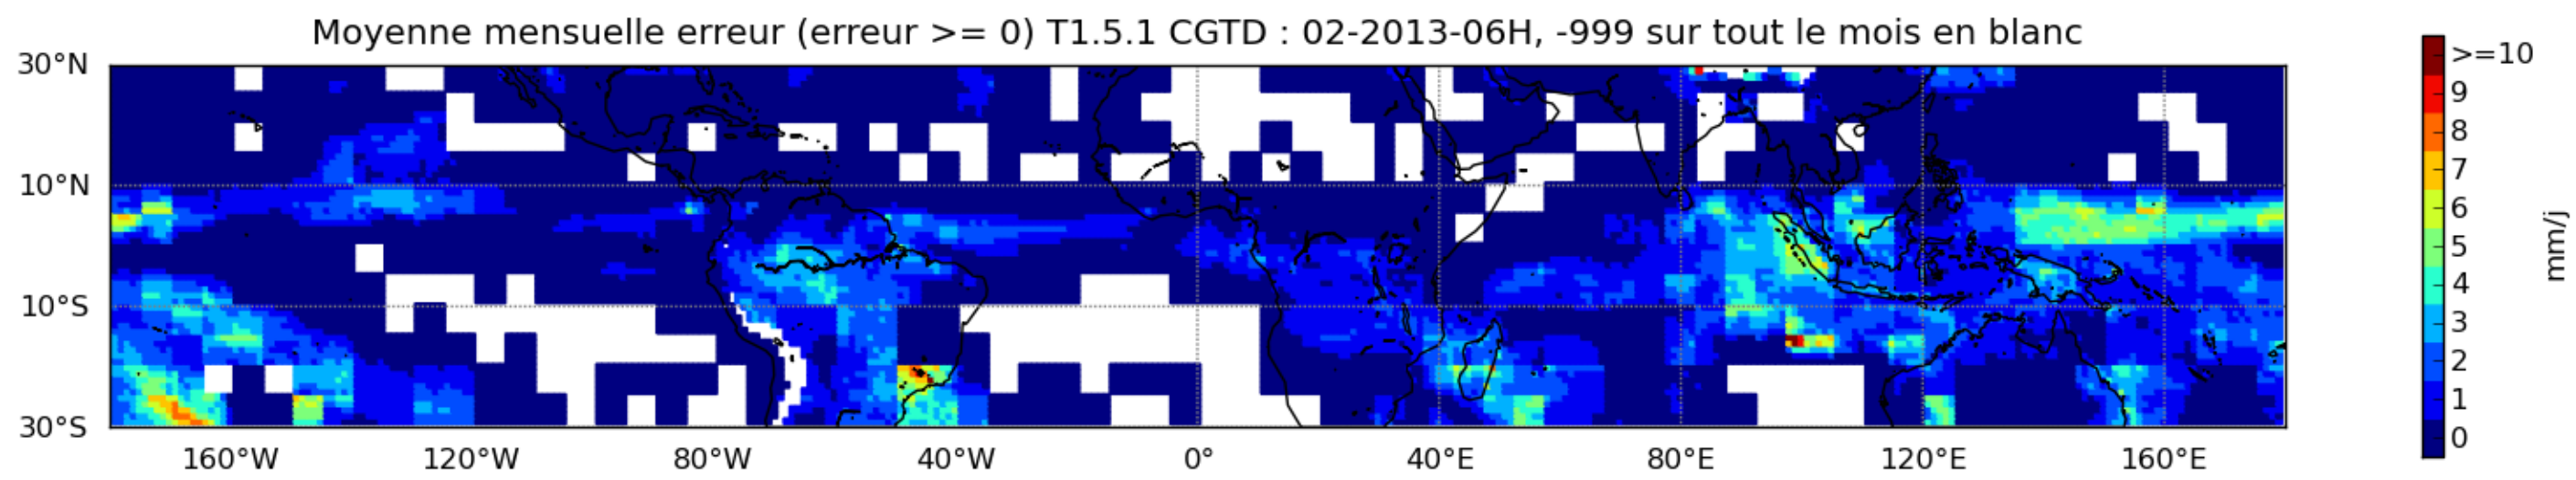 Moyenne mensuelle erreur (erreur >= 0) T1.5.1 CGTD : 02-2013-06H, -999 sur tout le mois en blanc
30°N
10°N
10°S
30°S
160°W 120°W 80°W 40°W 0° 40°E 80°E 120°E 160°E
>=10
9
8
7
6
5
4
3
2
1
0
mm/j